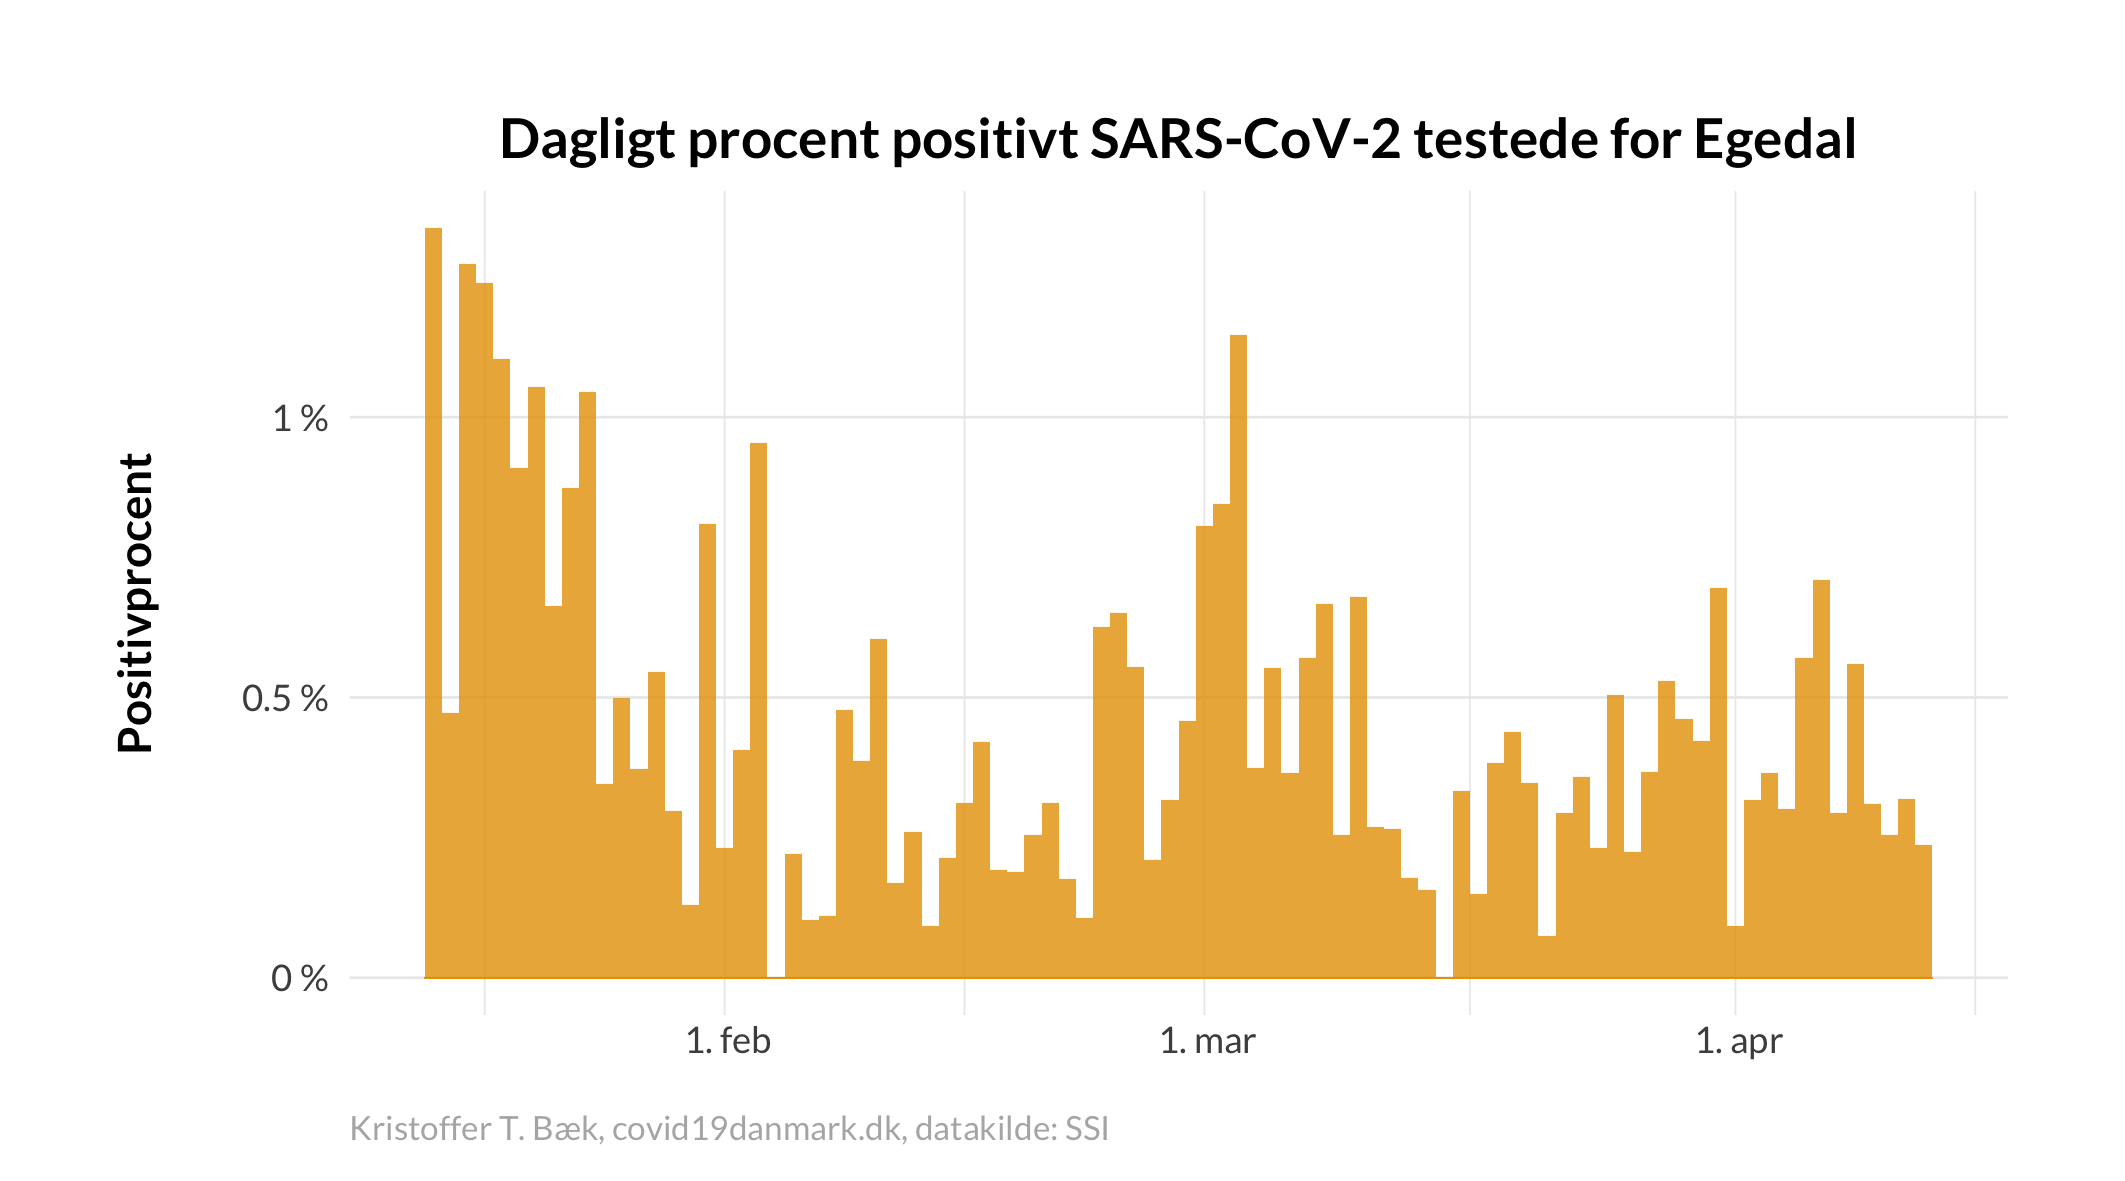 Dagligt procent positivt SARS-CoV-2 testede for Egedal
Positivprocent
1 %
0.5 %
0 %
1. feb
1. mar
1. apr
Kristoffer T. Bæk, covid19danmark.dk, datakilde: SSI